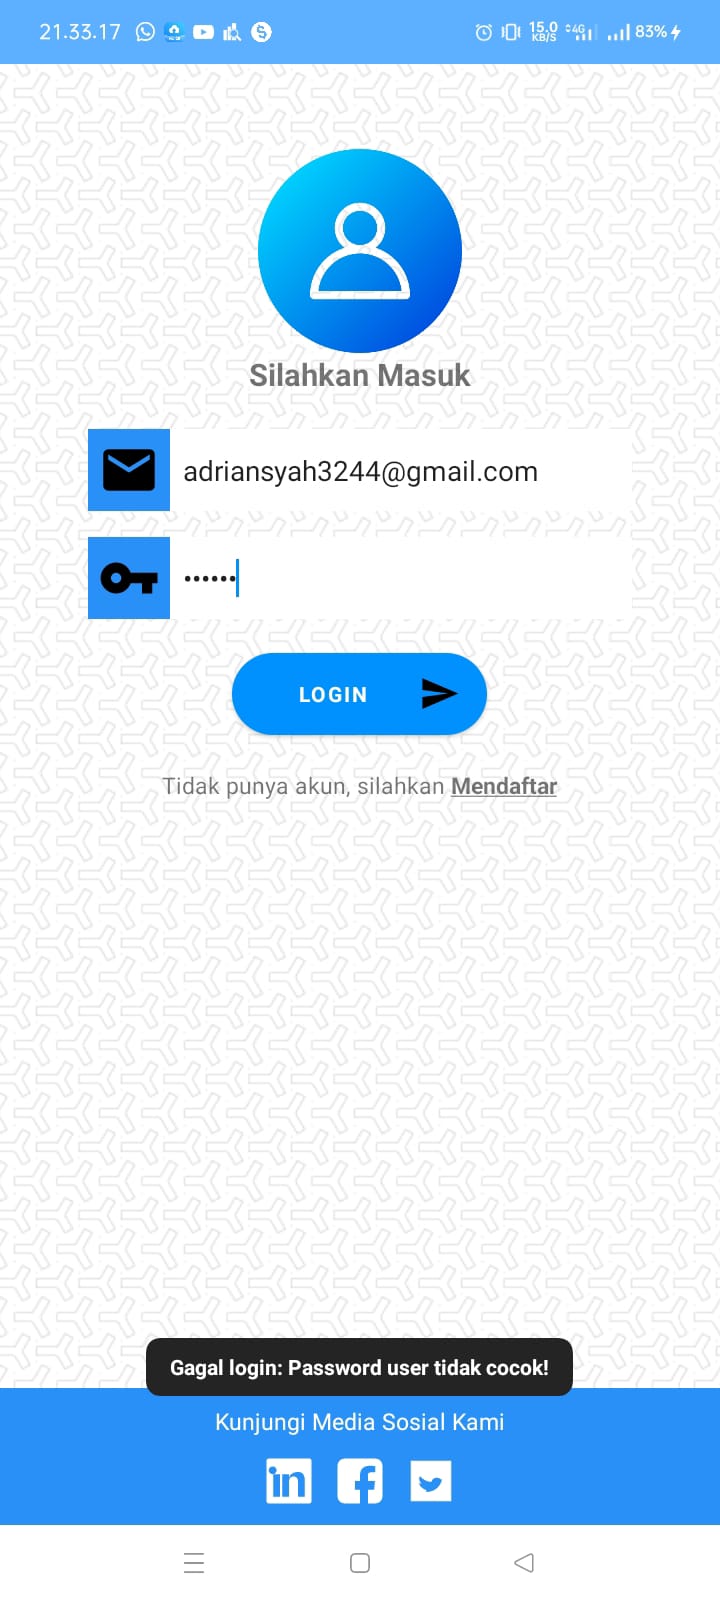 21.33.17 15.0 KB/S 4G 83%
Silahkan Masuk
adriansyah3244@gmail.com
••••••
LOGIN
Tidak punya akun, silahkan Mendaftar
Gagal login: Password user tidak cocok!
Kunjungi Media Sosial Kami